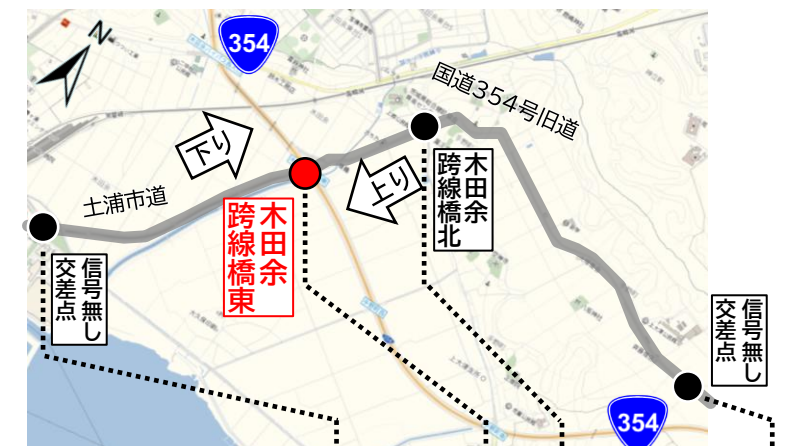 N
354
国道354号旧道
下り
上り
土浦市道
木田余
跨線橋北
木田余
跨線橋東
信号無し
交差点
信号無し
交差点
354